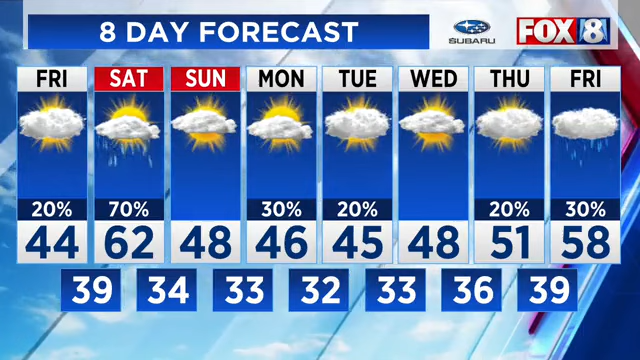 8 DAY FORECAST
SUBARU
FOX 8
FRI SAT SUN MON TUE WED THU FRI
20% 70% 30% 20% 20% 30%
44 62 48 46 45 48 51 58
39 34 33 32 33 36 39